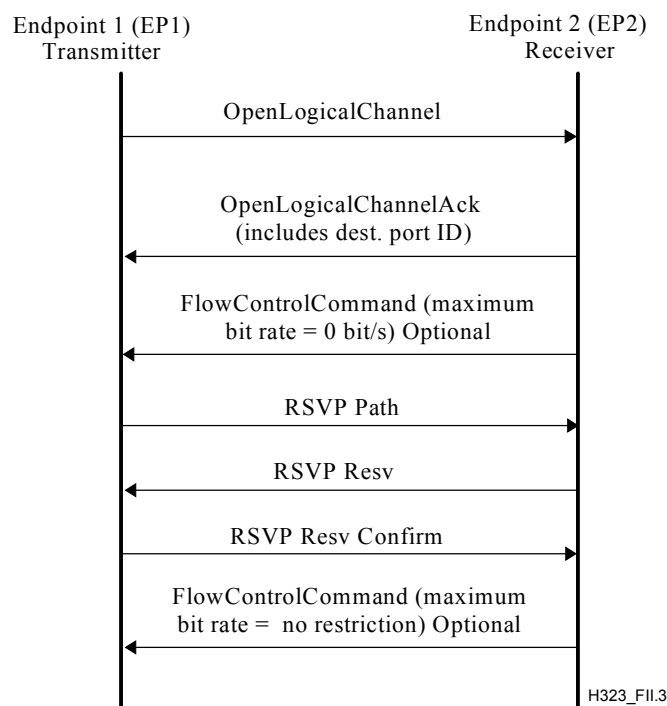 Endpoint 1 (EP1)
Transmitter
Endpoint 2 (EP2)
Receiver
OpenLogicalChannel
OpenLogicalChannelAck
(includes dest. port ID)
FlowControlCommand (maximum
bit rate = 0 bit/s) Optional
RSVP Path
RSVP Resv
RSVP Resv Confirm
FlowControlCommand (maximum
bit rate = no restriction) Optional
H323_FII.3